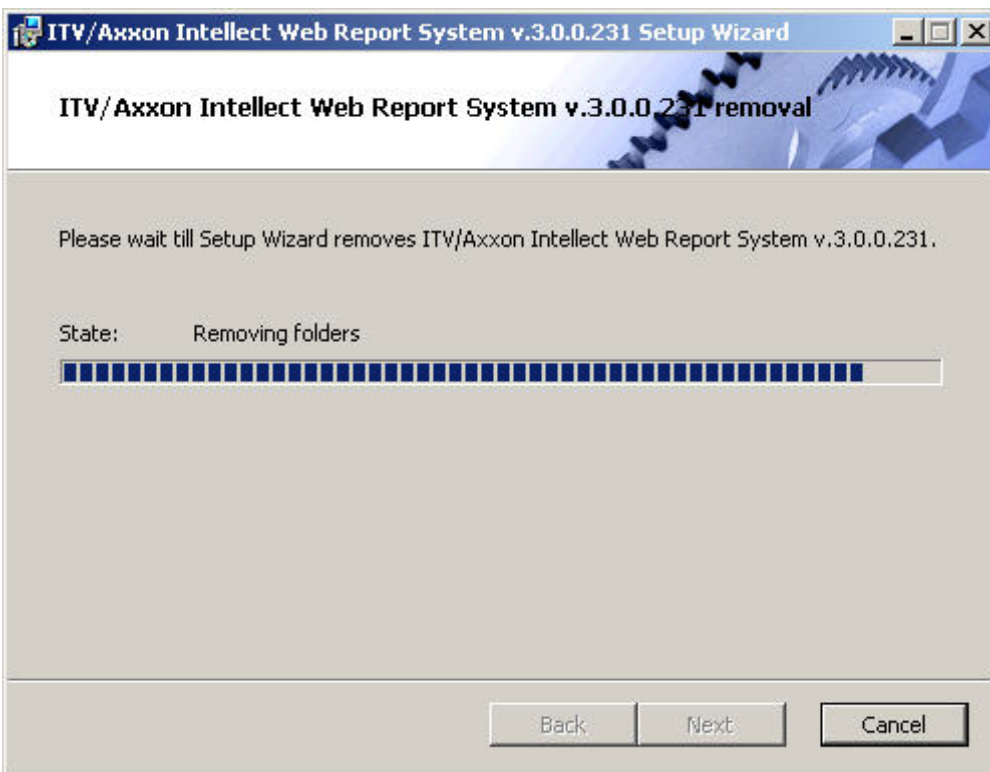 ITV/Axxon Intellect Web Report System v.3.0.0.231 Setup Wizard
ITV/Axxon Intellect Web Report System v.3.0.0.231 removal
Please wait till Setup Wizard removes ITV/Axxon Intellect Web Report System v.3.0.0.231.
State: Removing folders
Back Next Cancel